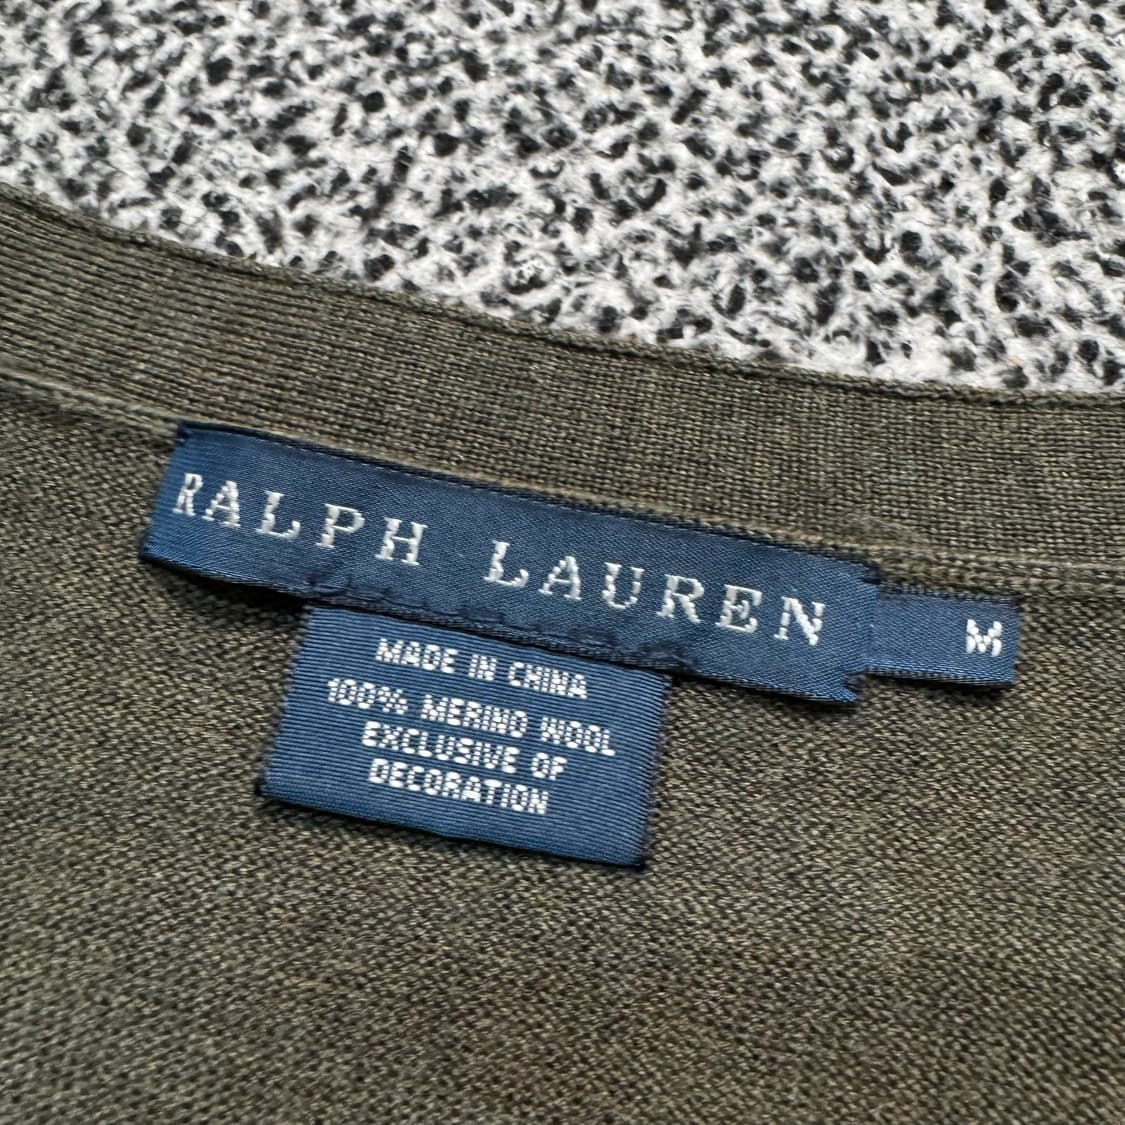 RALPH LAUREN
M
MADE IN CHINA
100% MERINO WOOL
EXCLUSIVE OF
DECORATION